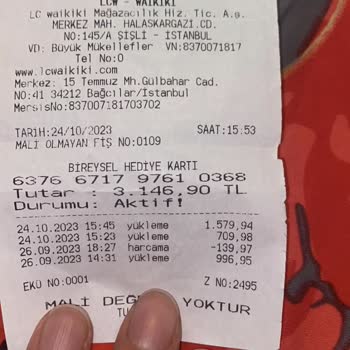 LCW - WAIKIKI
LC Waikiki Mağazacılık Hiz. Tic. A.ş.
MERKEZ MAH. HALASKARGAZİ.CD.
NO:145/A ŞİŞLİ - İSTANBUL
VD: Büyük Mükellefler VN:8370071817
Tel No:0
www.lcwaikiki.com
Merkez: 15 Temmuz Mh.Gülbahar Cad.
NO:41 34212 Bağcılar/İstanbul
MersisNo:837007181703702
TARİH:24/10/2023 SAAT:15:53
MALİ OLMAYAN FİŞ NO:0109
BİREYSEL HEDİYE KARTI
6376 6717 9761 0368
Tutar : 3.146,90 TL
Durumu: Aktif!
24.10.2023 15:45 yükleme 1.579,94
24.10.2023 15:23 yükleme 709,98
26.09.2023 18:27 harcama -139,97
26.09.2023 14:31 yükleme 996,95
EKÜ NO:0001 Z NO:2495
MALİ YOKTUR